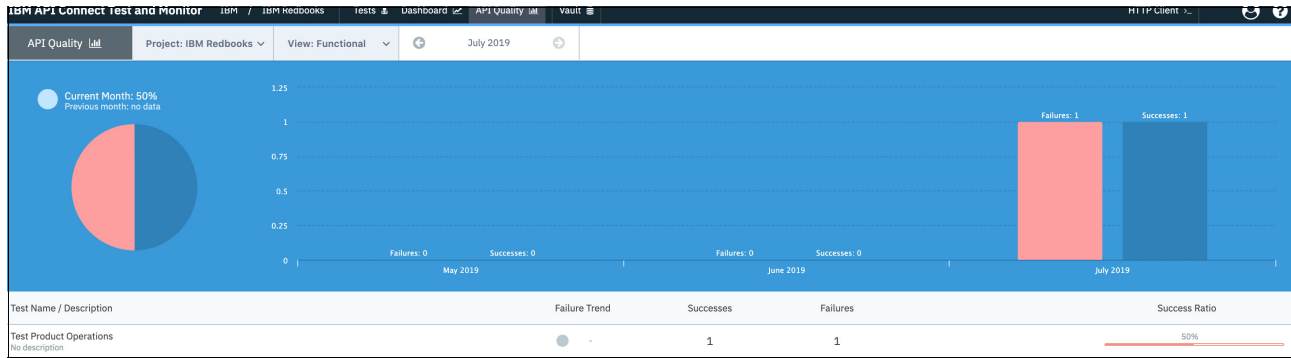 IBM API Connect Test and Monitor IBM / IBM Redbooks Tests Dashboard API Quality Vault HTTP Client >_ ?
API Quality Project: IBM Redbooks View: Functional July 2019
Current Month: 50%
Previous month: no data
1.25
1
0.75
0.5
0.25
0
Failures: 0 Successes: 0 Failures: 0 Successes: 0 Failures: 1 Successes: 1
May 2019 June 2019 July 2019
Test Name / Description Failure Trend Successes Failures Success Ratio
Test Product Operations - 1 1 50%
No description